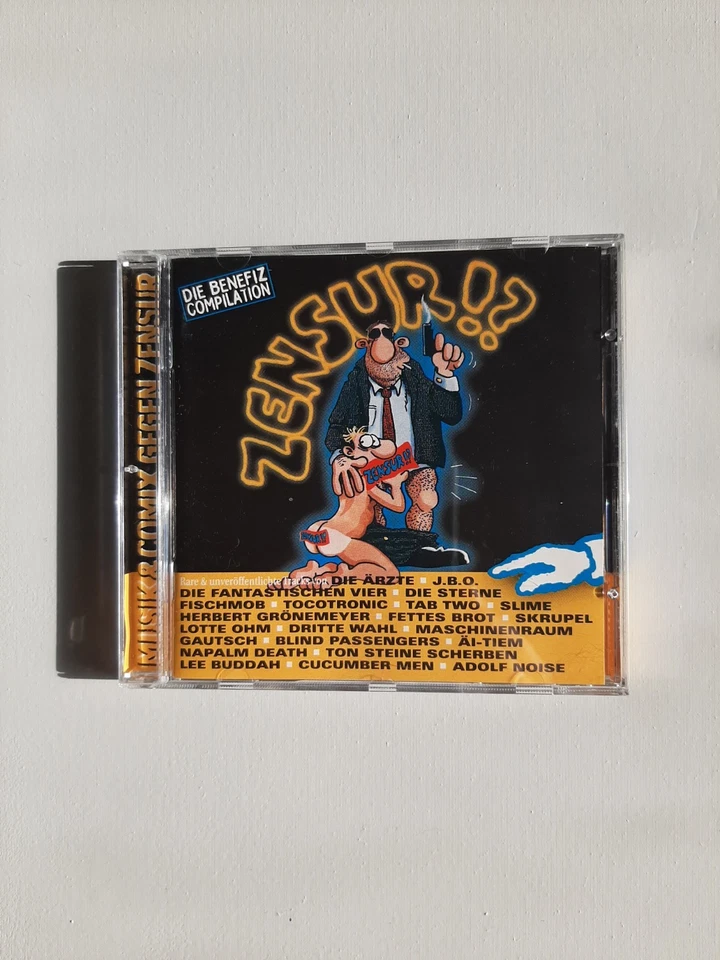 MUSIK & COMIX GEGEN ZENSUR
DIE BENEFIZ
COMPILATION
ZENSUR!?
ZENSUR!?
Rare & unveröffentlichte Tracks von DIE ÄRZTE ▪ J.B.O.
DIE FANTASTISCHEN VIER ▪ DIE STERNE
FISCHMOB ▪ TOCOTRONIC ▪ TAB TWO ▪ SLIME
HERBERT GRÖNEMEYER ▪ FETTES BROT ▪ SKRUPEL
LOTTE OHM ▪ DRITTE WAHL ▪ MASCHINENRAUM
GAUTSCH ▪ BLIND PASSENGERS ▪ ÄI-TIEM
NAPALM DEATH ▪ TON STEINE SCHERBEN
LEE BUDDAH ▪ CUCUMBER MEN ▪ ADOLF NOISE